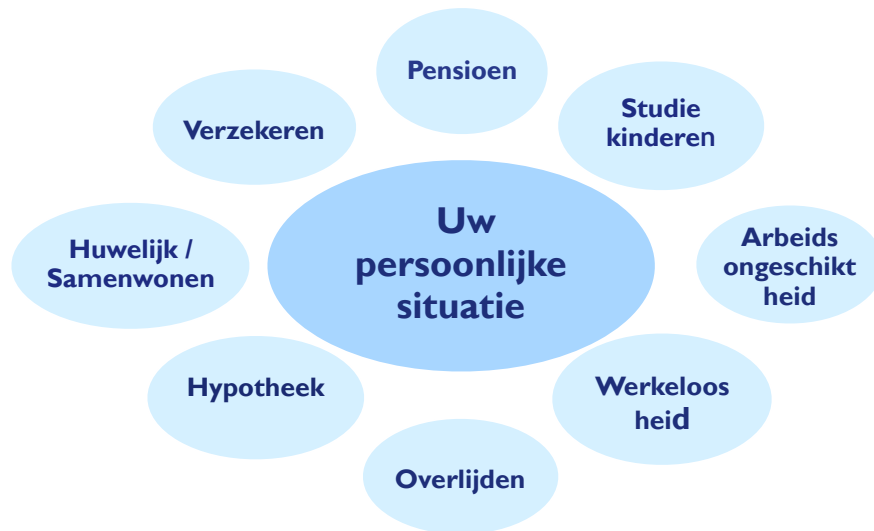 Pensioen
Studie
kinderen
Verzekeren
Uw
persoonlijke
situatie
Huwelijk /
Samenwonen
Arbeids
ongeschikt
heid
Hypotheek
Werkeloos
heid
Overlijden